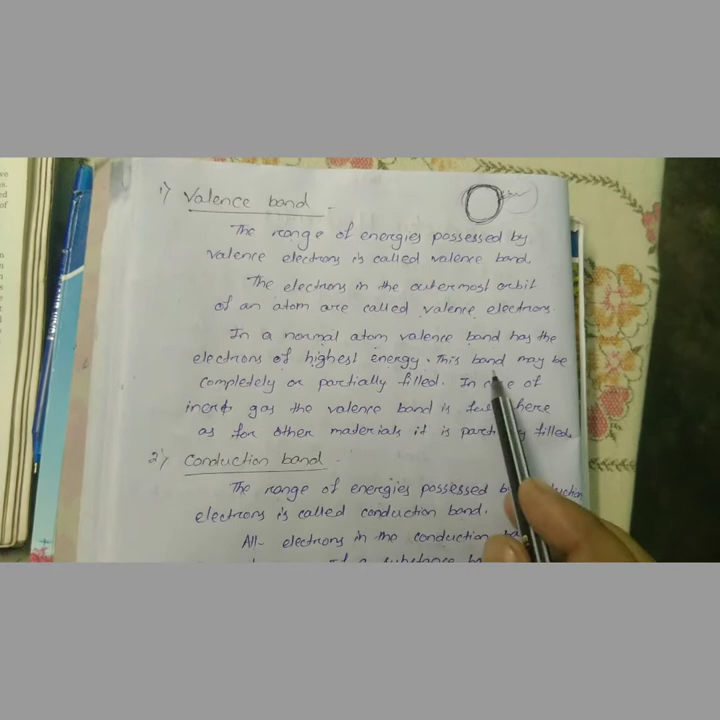 1) Valence band -
The range of energies possessed by
valence electrons is called valence band.
The electrons in the outermost orbit
of an atom are called valence electrons.
In a normal atom valence band has the
electrons of highest energy. This band may be
completely or partially filled. In of
inert gas the valence band is
as for other materials it is filled.
2) Conduction band -
The range of energies possessed
electrons is called conduction band.
All electrons in the conduction
of a substance